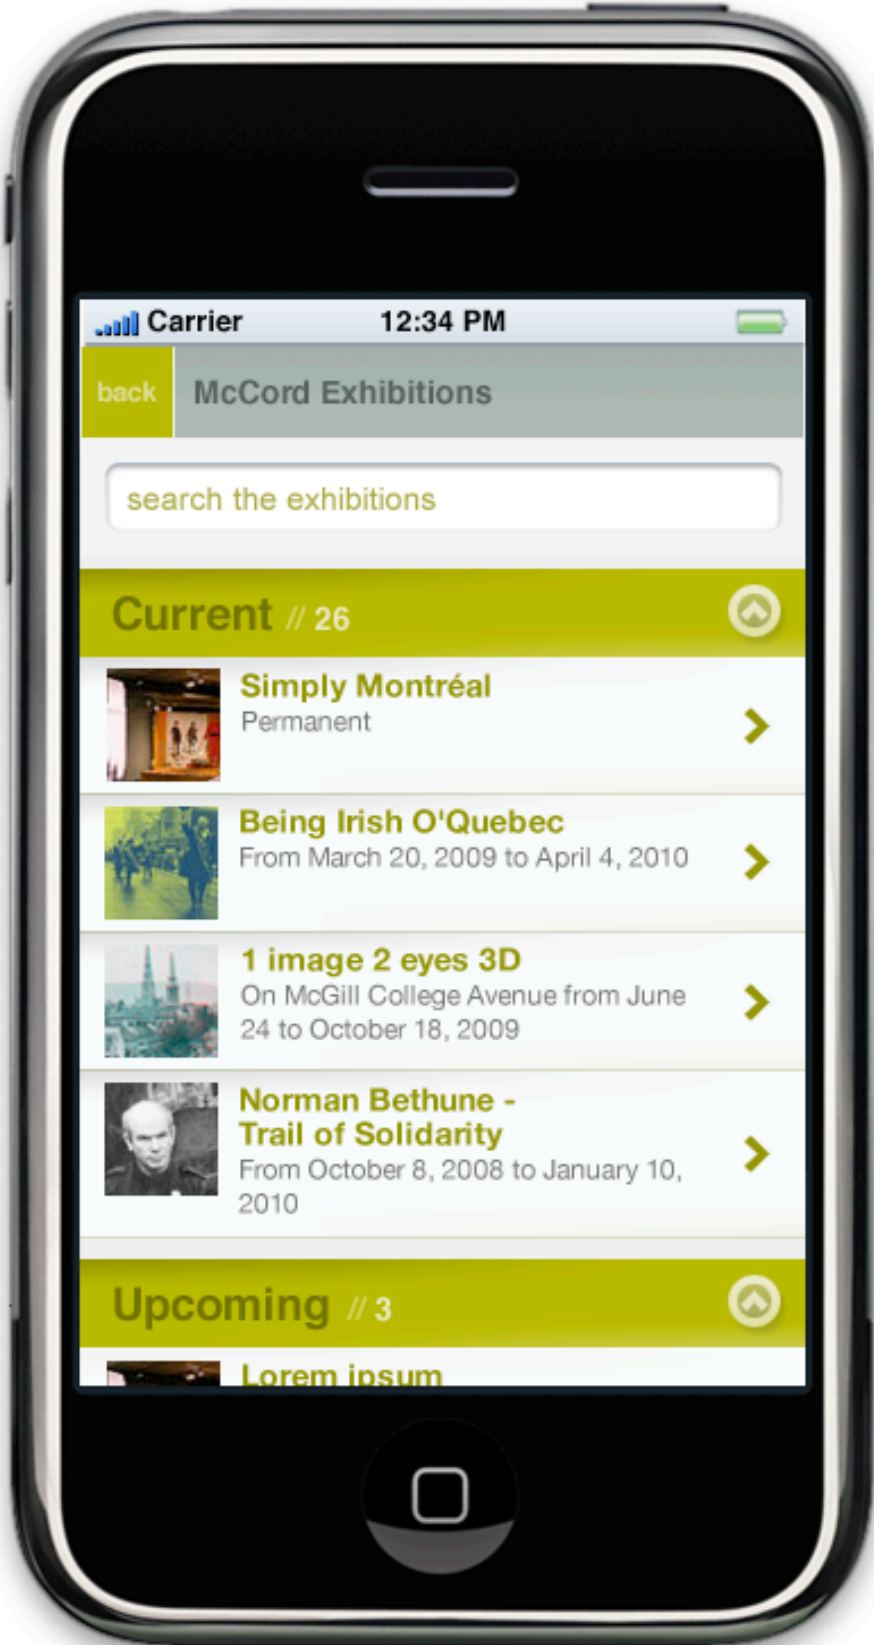 Carrier 12:34 PM
back McCord Exhibitions
search the exhibitions
Current // 26
Simply Montréal
Permanent
Being Irish O'Quebec
From March 20, 2009 to April 4, 2010
1 image 2 eyes 3D
On McGill College Avenue from June
24 to October 18, 2009
Norman Bethune -
Trail of Solidarity
From October 8, 2008 to January 10,
2010
Upcoming // 3
Lorem ipsum